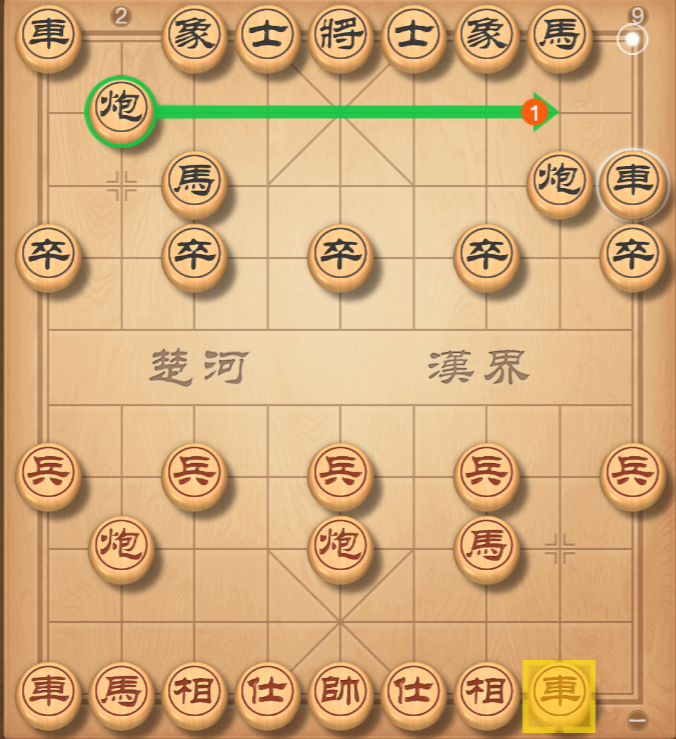 2 9
車 象 士 將 士 象 馬
炮 1
馬 炮 車
卒 卒 卒 卒 卒
楚河 漢界
兵 兵 兵 兵 兵
炮 炮 馬
車 馬 相 仕 帥 仕 相 車
一